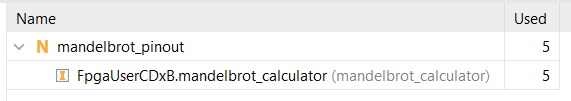 Name Used
N mandelbrot_pinout 5
I FpgaUserCDxB.mandelbrot_calculator (mandelbrot_calculator) 5